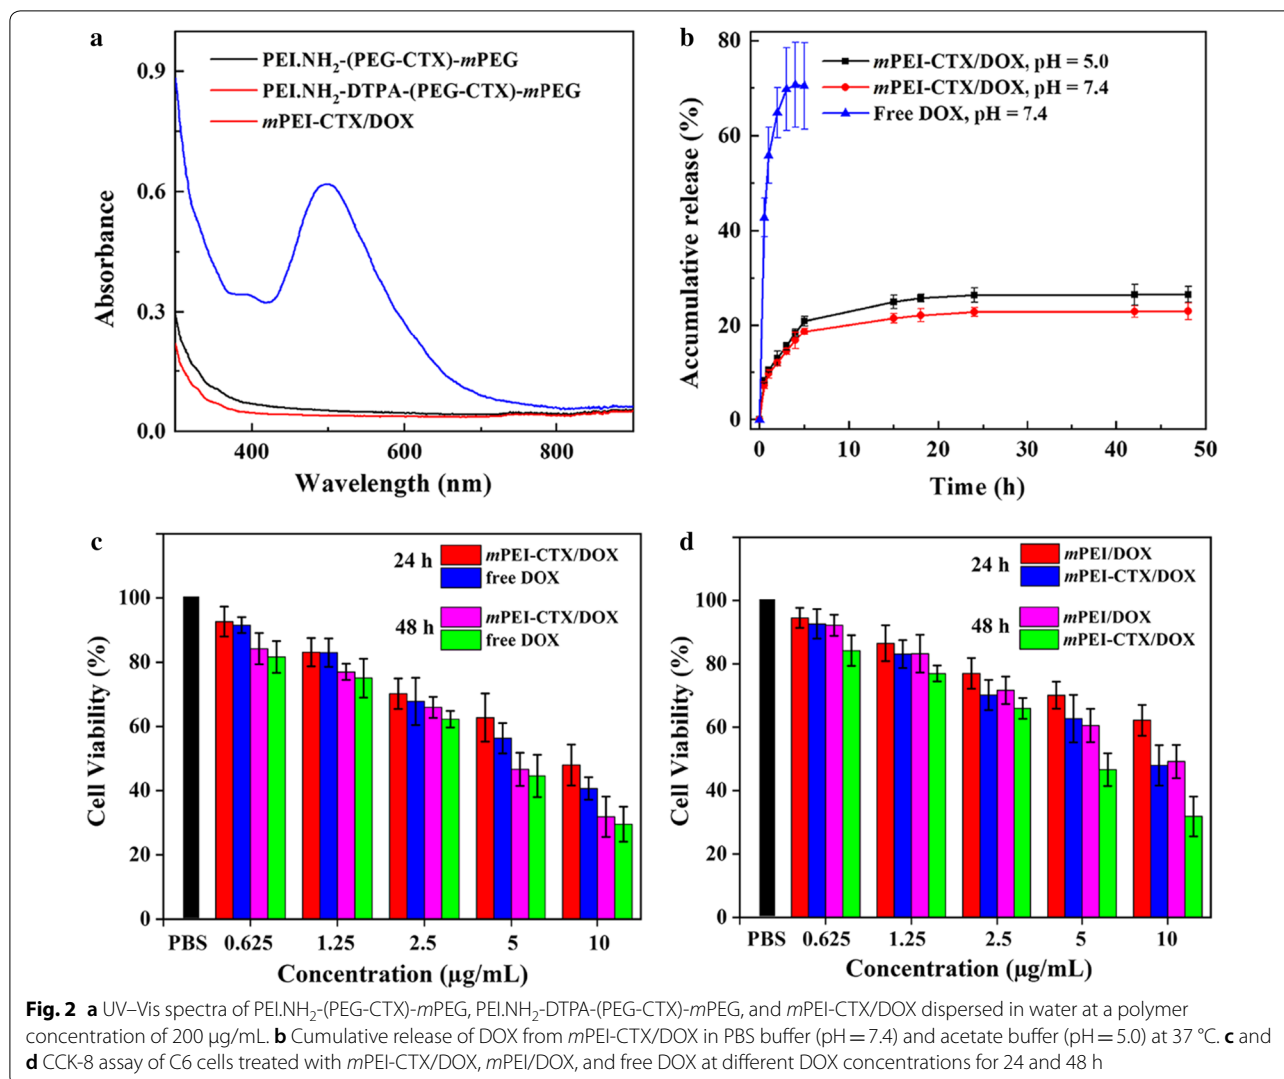 a
PEI.NH₂-(PEG-CTX)-mPEG
PEI.NH₂-DTPA-(PEG-CTX)-mPEG
mPEI-CTX/DOX
0.9
0.6
0.3
0.0
Absorbance
400 600 800
Wavelength (nm)
b
mPEI-CTX/DOX, pH = 5.0
mPEI-CTX/DOX, pH = 7.4
Free DOX, pH = 7.4
80
60
40
20
0
Accumulative release (%)
0 10 20 30 40 50
Time (h)
c
24 h
mPEI-CTX/DOX
free DOX
48 h
mPEI-CTX/DOX
free DOX
100
80
60
40
20
0
Cell Viability (%)
PBS 0.625 1.25 2.5 5 10
Concentration (µg/mL)
d
24 h
mPEI/DOX
mPEI-CTX/DOX
48 h
mPEI/DOX
mPEI-CTX/DOX
100
80
60
40
20
0
Cell Viability (%)
PBS 0.625 1.25 2.5 5 10
Concentration (µg/mL)
Fig. 2 a UV–Vis spectra of PEI.NH₂-(PEG-CTX)-mPEG, PEI.NH₂-DTPA-(PEG-CTX)-mPEG, and mPEI-CTX/DOX dispersed in water at a polymer
concentration of 200 µg/mL. b Cumulative release of DOX from mPEI-CTX/DOX in PBS buffer (pH = 7.4) and acetate buffer (pH = 5.0) at 37 °C. c and
d CCK-8 assay of C6 cells treated with mPEI-CTX/DOX, mPEI/DOX, and free DOX at different DOX concentrations for 24 and 48 h